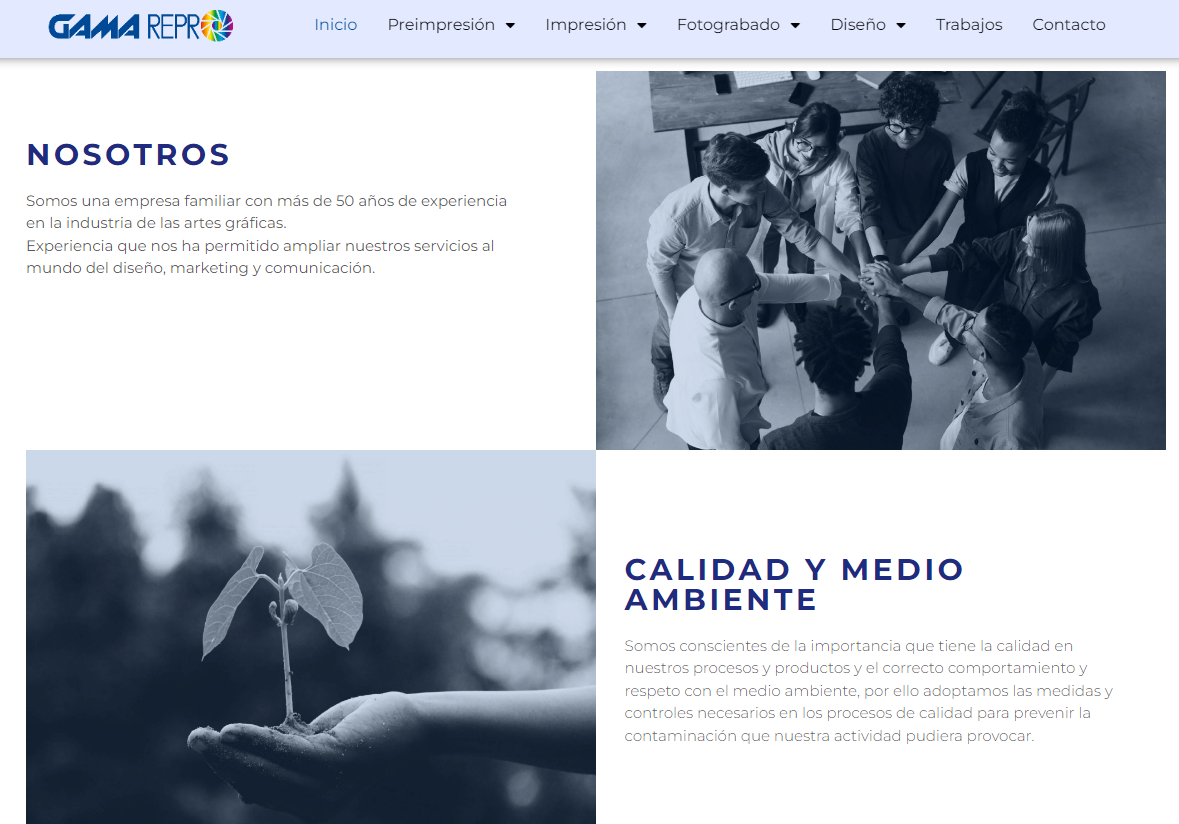 GAMA REPRO
Inicio
Preimpresión
Impresión
Fotograbado
Diseño
Trabajos
Contacto
NOSOTROS
Somos una empresa familiar con más de 50 años de experiencia
en la industria de las artes gráficas.
Experiencia que nos ha permitido ampliar nuestros servicios al
mundo del diseño, marketing y comunicación.
CALIDAD Y MEDIO
AMBIENTE
Somos conscientes de la importancia que tiene la calidad en
nuestros procesos y productos y el correcto comportamiento y
respeto con el medio ambiente, por ello adoptamos las medidas y
controles necesarios en los procesos de calidad para prevenir la
contaminación que nuestra actividad pudiera provocar.